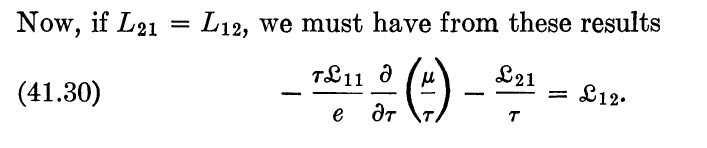 Now, if L₂₁ = L₁₂, we must have from these results
(41.30) − τ𝔏₁₁/e ∂/∂τ (μ/τ) − 𝔏₂₁/τ = 𝔏₁₂.